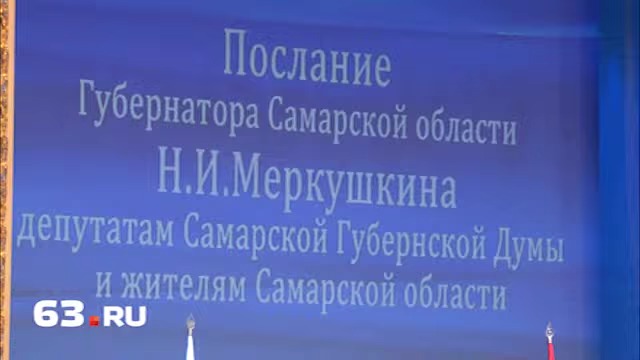 Послание
Губернатора Самарской области
Н.И.Меркушкина
депутатам Самарской Губернской Думы
и жителям Самарской области
63.RU